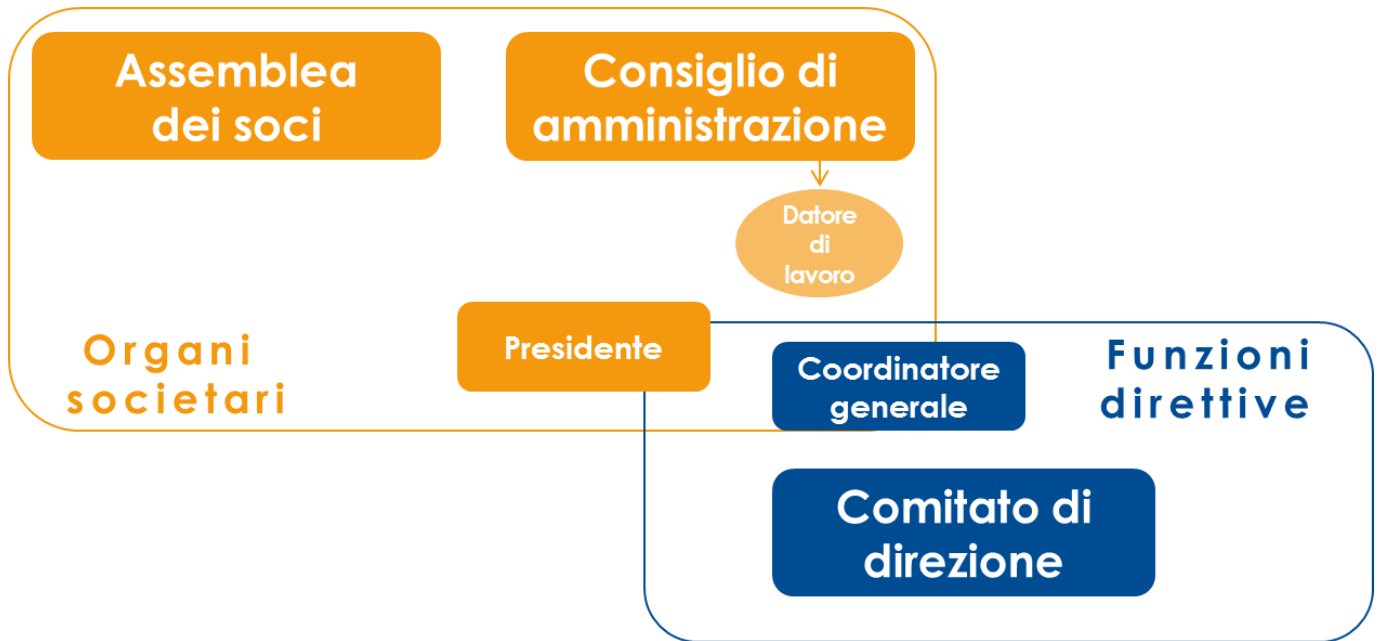 Assemblea
dei soci
Consiglio di
amministrazione
Datore
di
lavoro
Presidente
Organi
societari
Coordinatore
generale
Funzioni
direttive
Comitato di
direzione